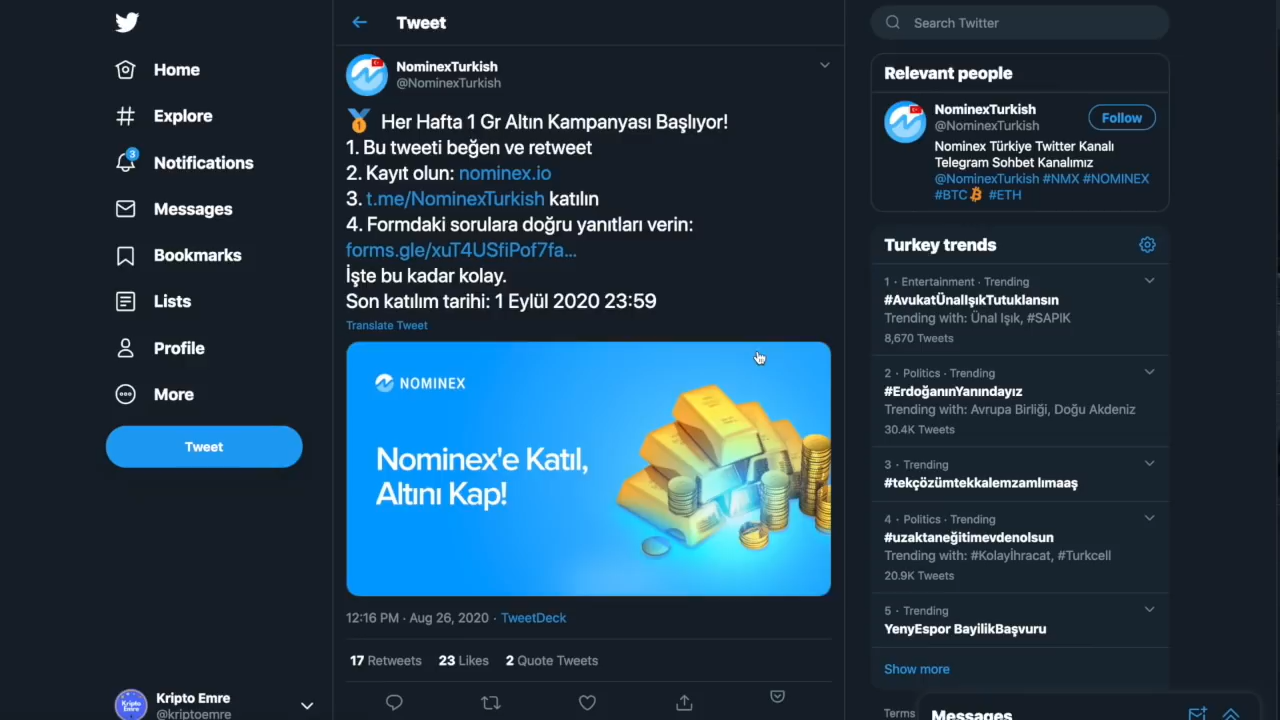 Home
Explore
3
Notifications
Messages
Bookmarks
Lists
Profile
More
Tweet
Kripto Emre
@kriptoemre
Tweet
NominexTurkish
@NominexTurkish
🥇 Her Hafta 1 Gr Altın Kampanyası Başlıyor!
1. Bu tweeti beğen ve retweet
2. Kayıt olun: nominex.io
3. t.me/NominexTurkish katılın
4. Formdaki sorulara doğru yanıtları verin:
forms.gle/xuT4USfiPof7fa...
İşte bu kadar kolay.
Son katılım tarihi: 1 Eylül 2020 23:59
Translate Tweet
NOMINEX
Nominex'e Katıl,
Altını Kap!
12:16 PM · Aug 26, 2020 · TweetDeck
17 Retweets 23 Likes 2 Quote Tweets
Search Twitter
Relevant people
NominexTurkish
@NominexTurkish
Follow
Nominex Türkiye Twitter Kanalı
Telegram Sohbet Kanalımız
@NominexTurkish #NMX #NOMINEX
#BTC #ETH
Turkey trends
1 · Entertainment · Trending
#AvukatÜnalIşıkTutuklansın
Trending with: Ünal Işık, #SAPIK
8,670 Tweets
2 · Politics · Trending
#ErdoğanınYanındayız
Trending with: Avrupa Birliği, Doğu Akdeniz
30.4K Tweets
3 · Trending
#tekçözümtekkalemzamlımaaş
4 · Politics · Trending
#uzaktaneğitimevdenolsun
Trending with: #Kolayİhracat, #Turkcell
20.9K Tweets
5 · Trending
YenyEspor BayilikBaşvuru
Show more
Terms
Messages